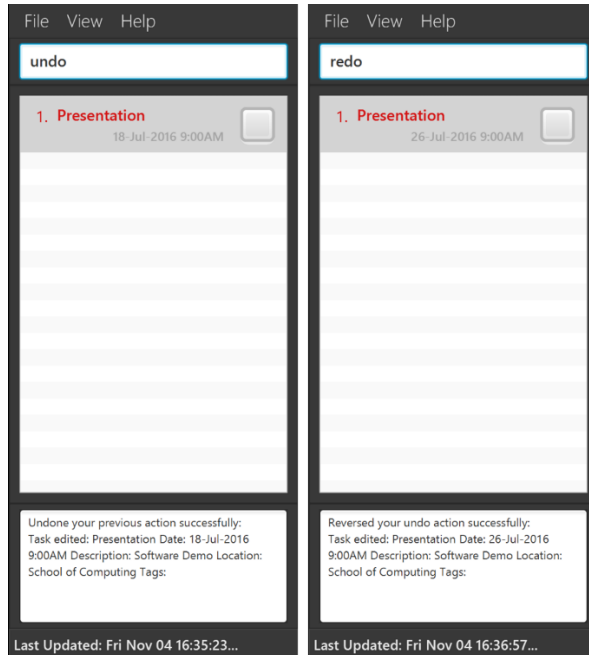 File View Help
undo
1. Presentation
18-Jul-2016 9:00AM
Undone your previous action successfully:
Task edited: Presentation Date: 18-Jul-2016
9:00AM Description: Software Demo Location:
School of Computing Tags:
Last Updated: Fri Nov 04 16:35:23...
File View Help
redo
1. Presentation
26-Jul-2016 9:00AM
Reversed your undo action successfully:
Task edited: Presentation Date: 26-Jul-2016
9:00AM Description: Software Demo Location:
School of Computing Tags:
Last Updated: Fri Nov 04 16:36:57...